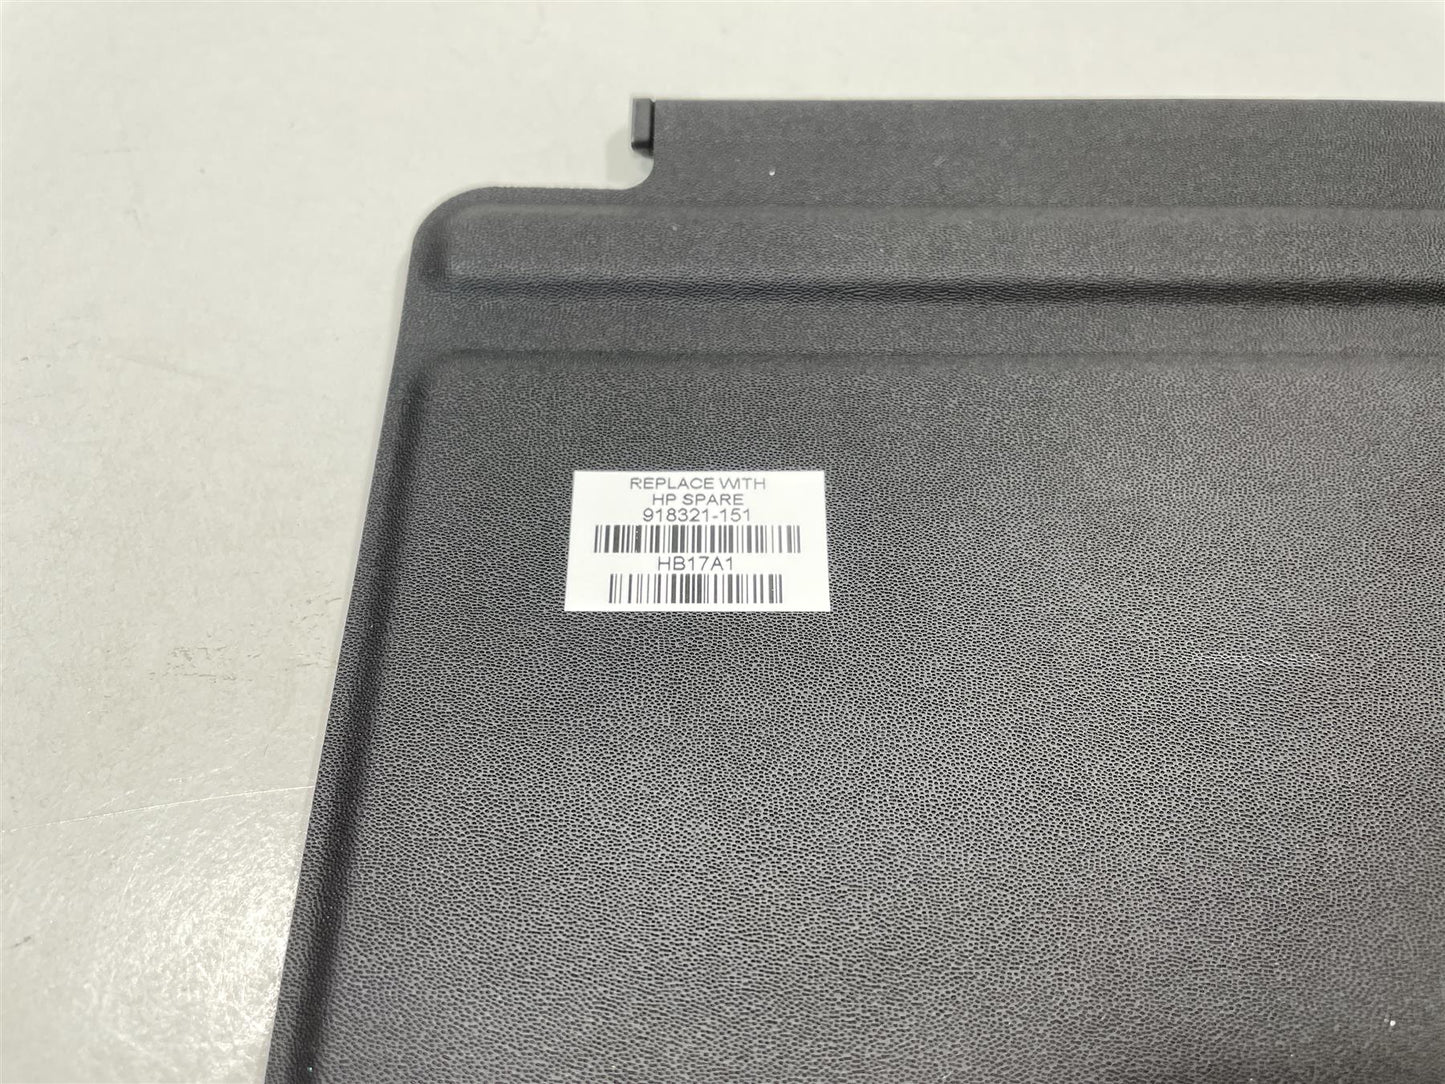 REPLACE WITH
HP SPARE
918321-151
HB17A1